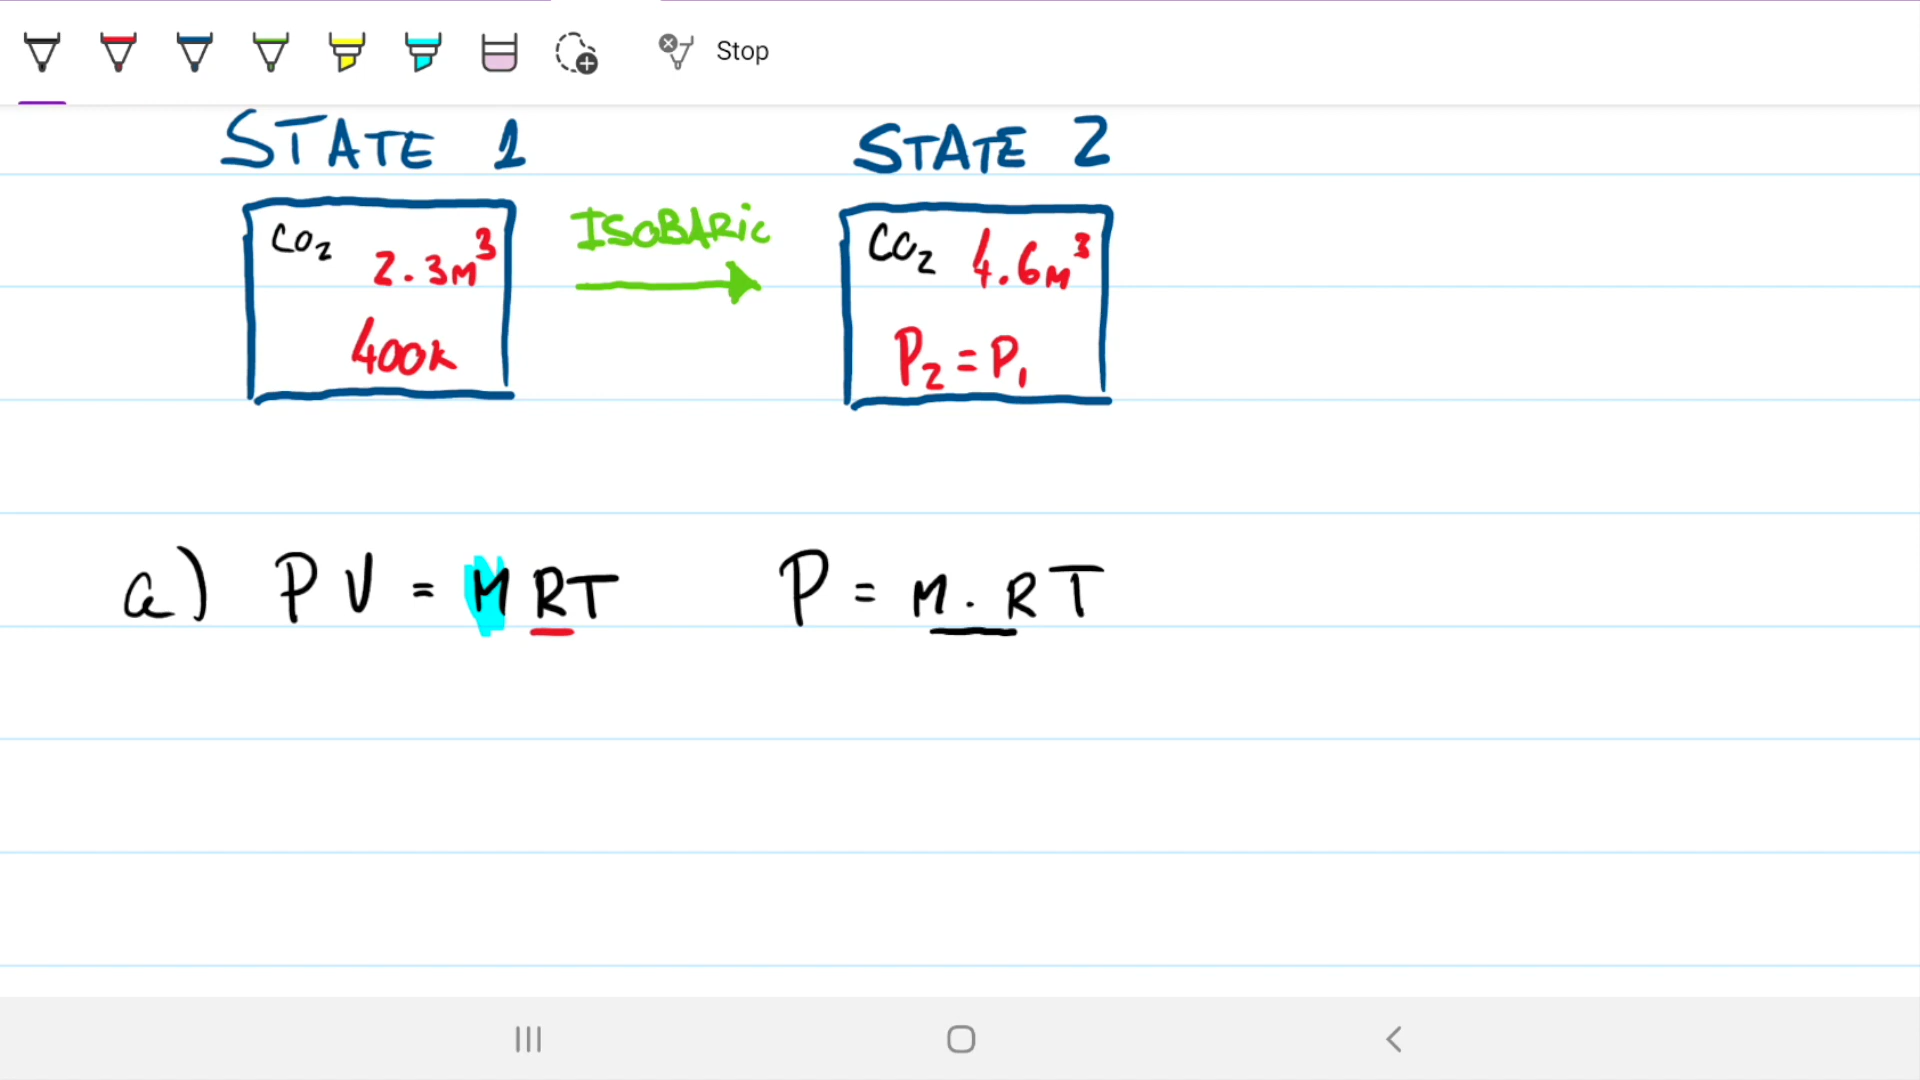 Stop
STATE 1
STATE 2
CO₂ 2.3m³
400K
ISOBARIC
CO₂ 4.6m³
P₂ = P₁
a) PV = MRT
P = M . RT